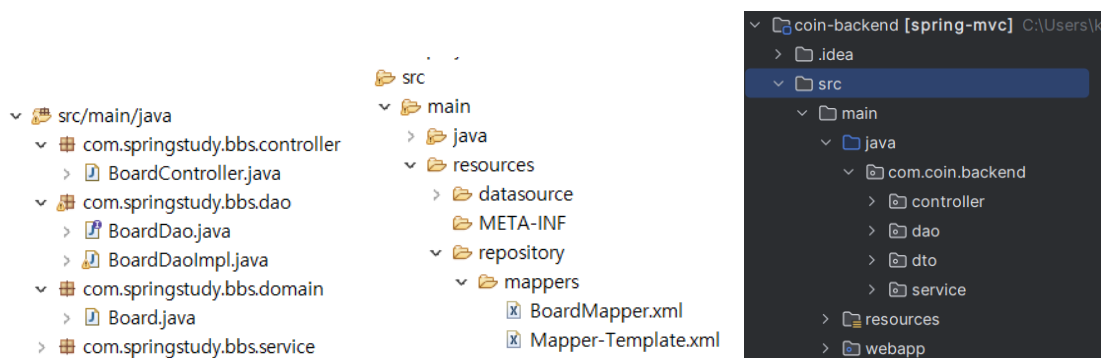 src/main/java
com.springstudy.bbs.controller
BoardController.java
com.springstudy.bbs.dao
BoardDao.java
BoardDaoImpl.java
com.springstudy.bbs.domain
Board.java
com.springstudy.bbs.service
src
main
java
resources
datasource
META-INF
repository
mappers
BoardMapper.xml
Mapper-Template.xml
coin-backend [spring-mvc] C:\Users\k
.idea
src
main
java
com.coin.backend
controller
dao
dto
service
resources
webapp